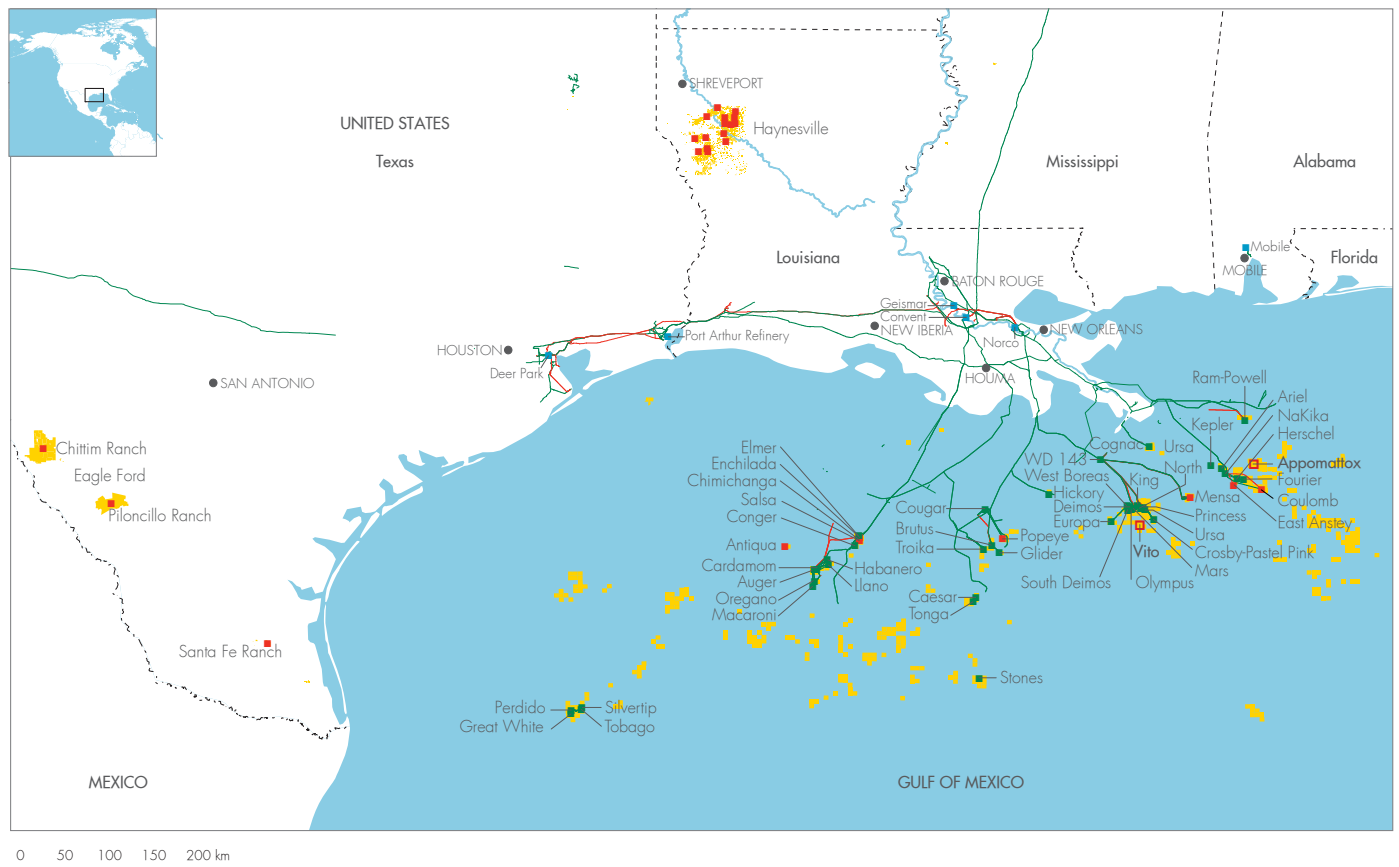 SHREVEPORT
UNITED STATES
Haynesville
Texas
Mississippi
Alabama
Louisiana
Mobile
MOBILE
Florida
BATON ROUGE
Geismar
Convent
NEW IBERIA
NEW ORLEANS
Port Arthur Refinery
Norco
HOUSTON
Deer Park
HOUMA
SAN ANTONIO
Ram-Powell
Ariel
NaKika
Kepler
Herschel
Chittim Ranch
Eagle Ford
Piloncillo Ranch
Elmer
Enchilada
Chimichanga
Salsa
Conger
Antiqua
Cardamom
Auger
Oregano
Macaroni
Habanero
Llano
Cougar
Brutus
Troika
Popeye
Glider
Caesar
Tonga
Cognac
Ursa
WD 143
North
West Boreas
King
Hickory
Deimos
Europa
Mensa
Princess
Ursa
Crosby-Pastel Pink
Mars
Vito
South Deimos
Olympus
Appomattox
Fourier
Coulomb
East Anstey
Santa Fe Ranch
Stones
Perdido
Silvertip
Great White
Tobago
MEXICO
GULF OF MEXICO
0 50 100 150 200 km